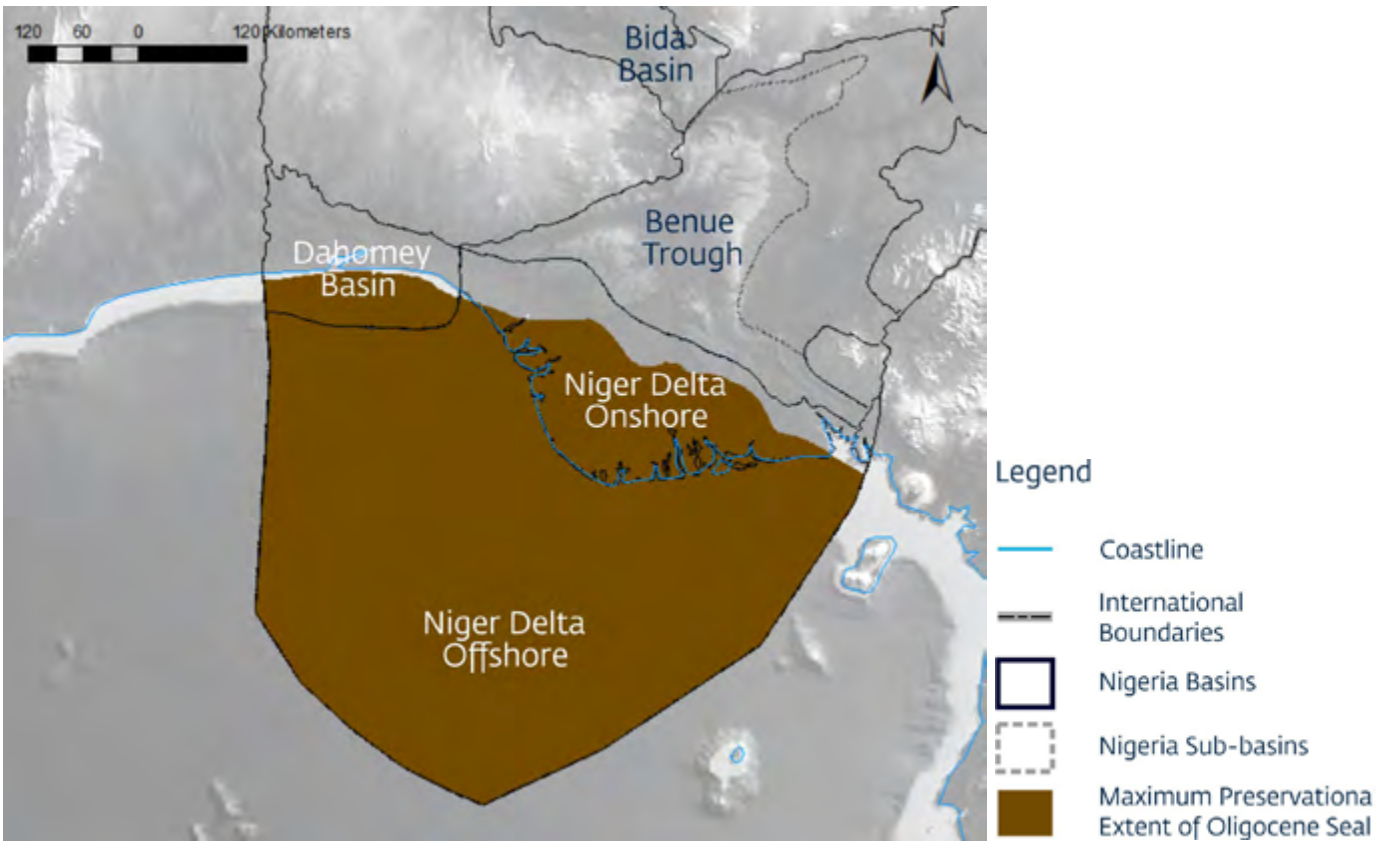 120 60 0 120 Kilometers
Bida
Basin
N
Benue
Trough
Dahomey
Basin
Niger Delta
Onshore
Niger Delta
Offshore
Legend
Coastline
International
Boundaries
Nigeria Basins
Nigeria Sub-basins
Maximum Preservationa
Extent of Oligocene Seal